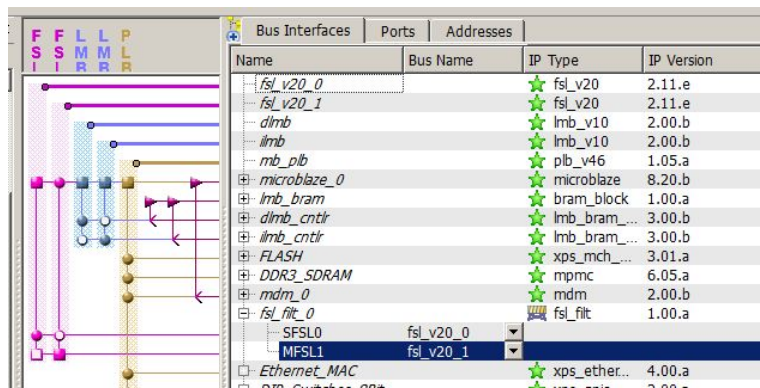 F F L L P
S S M M L
I I B B B
Bus Interfaces Ports Addresses
Name Bus Name IP Type IP Version
fsl_v20_0 fsl_v20 2.11.e
fsl_v20_1 fsl_v20 2.11.e
dlmb lmb_v10 2.00.b
ilmb lmb_v10 2.00.b
mb_plb plb_v46 1.05.a
microblaze_0 microblaze 8.20.b
lmb_bram bram_block 1.00.a
dlmb_cntlr lmb_bram_... 3.00.b
ilmb_cntlr lmb_bram_... 3.00.b
FLASH xps_mch_... 3.01.a
DDR3_SDRAM mpmc 6.05.a
mdm_0 mdm 2.00.b
fsl_filt_0 fsl_filt 1.00.a
SFSL0 fsl_v20_0
MFSL1 fsl_v20_1
Ethernet_MAC xps_ether... 4.00.a